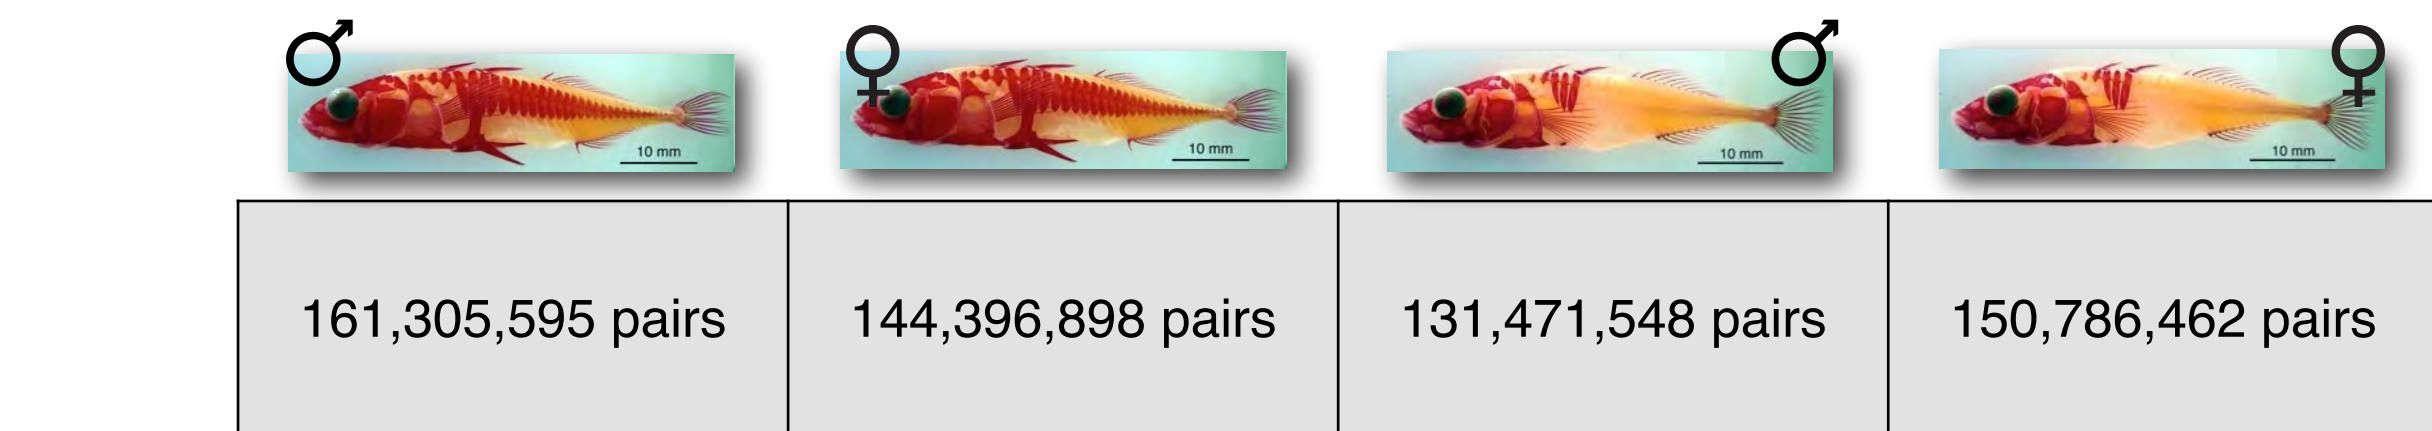 ♂ ♀ ♂ ♀
10 mm 10 mm 10 mm 10 mm
161,305,595 pairs 144,396,898 pairs 131,471,548 pairs 150,786,462 pairs